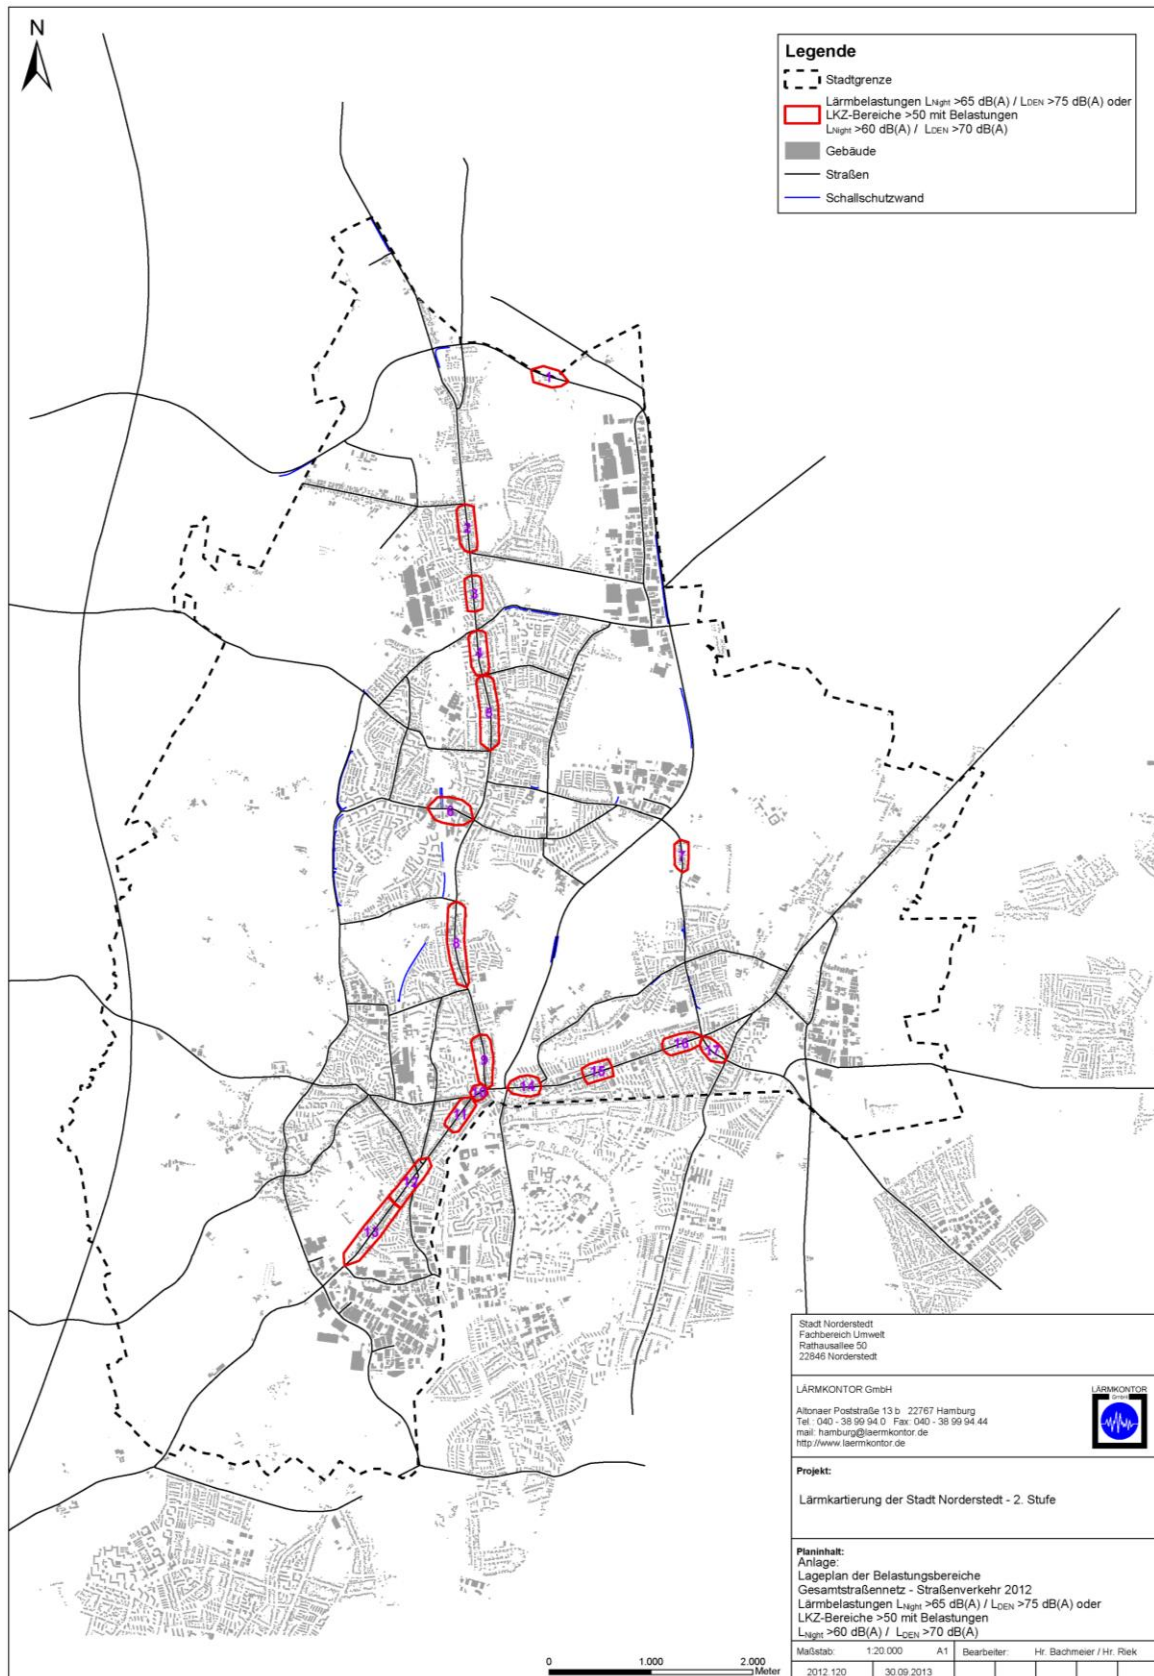 N
Legende
Stadtgrenze
Lärmbelastungen LNight >65 dB(A) / LDEN >75 dB(A) oder
LKZ-Bereiche >50 mit Belastungen
LNight >60 dB(A) / LDEN >70 dB(A)
Gebäude
Straßen
Schallschutzwand
1
2
3
4
5
6
7
8
9
10
11
12
13
14
15
16
17
Stadt Norderstedt
Fachbereich Umwelt
Rathausallee 50
22846 Norderstedt
LÄRMKONTOR GmbH
Altonaer Poststraße 13 b 22767 Hamburg
Tel.: 040 - 38 99 94.0 Fax: 040 - 38 99 94.44
mail: hamburg@laermkontor.de
http://www.laermkontor.de
LÄRMKONTOR
GmbH
Projekt:
Lärmkartierung der Stadt Norderstedt - 2. Stufe
Planinhalt:
Anlage:
Lageplan der Belastungsbereiche
Gesamtstraßennetz - Straßenverkehr 2012
Lärmbelastungen LNight >65 dB(A) / LDEN >75 dB(A) oder
LKZ-Bereiche >50 mit Belastungen
LNight >60 dB(A) / LDEN >70 dB(A)
Maßstab: 1:20.000 A1 Bearbeiter: Hr. Bachmeier / Hr. Riek
2012.120 30.09.2013
0 1.000 2.000
Meter